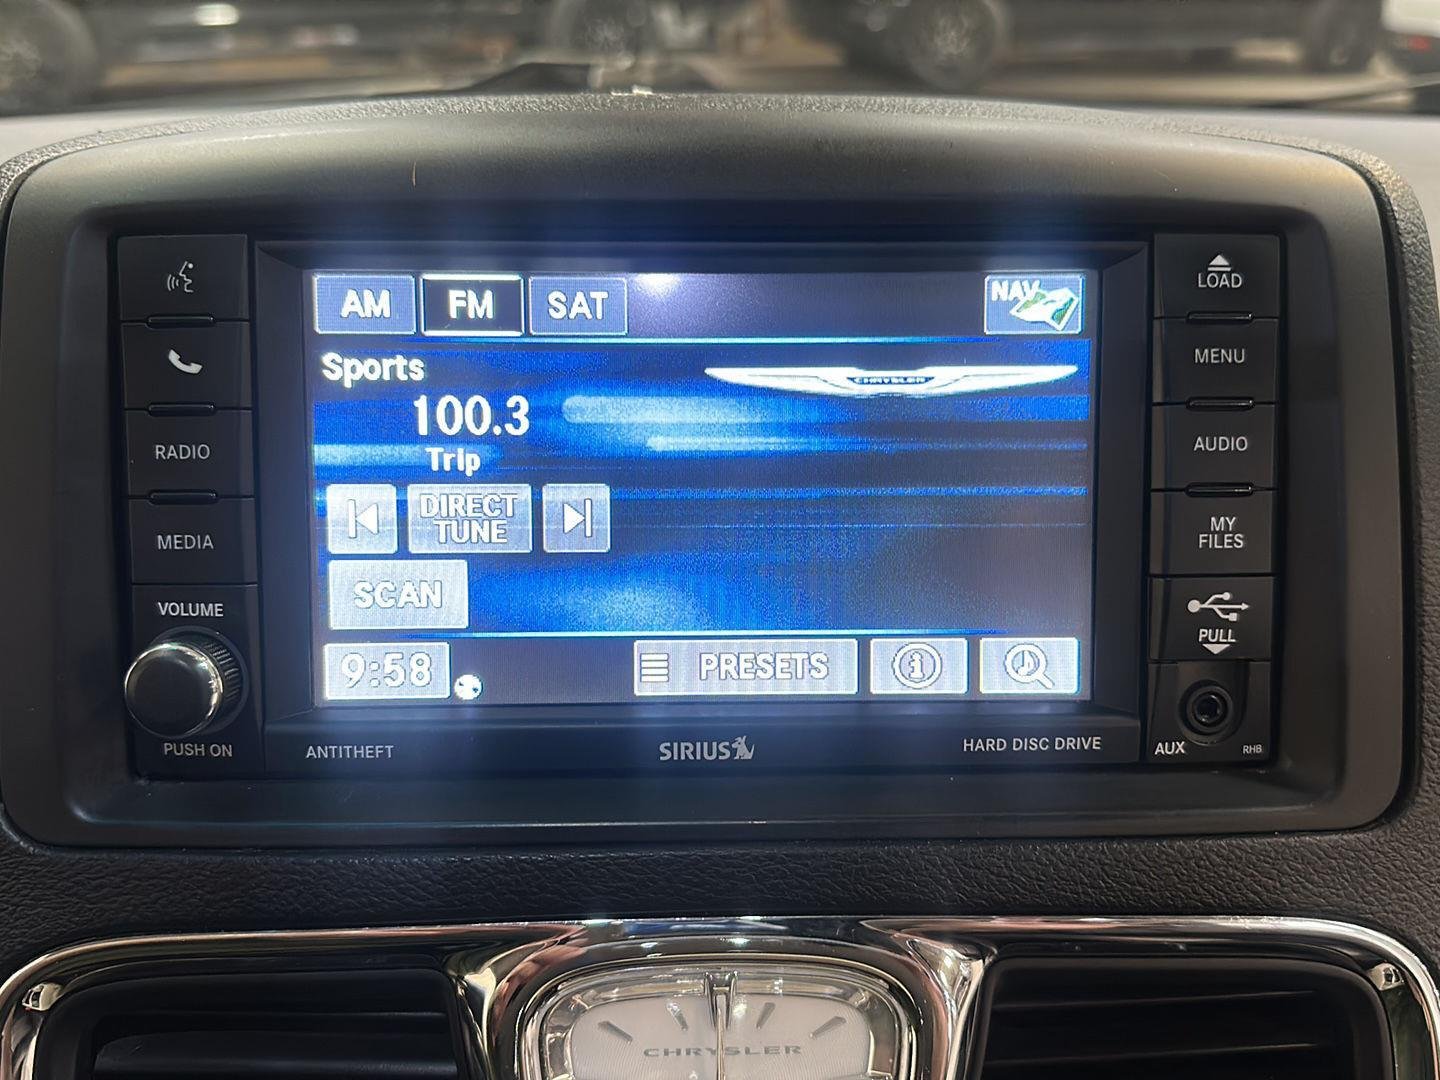 AM FM SAT NAV
Sports
CHRYSLER
100.3
Trip
DIRECT
TUNE
SCAN
9:58 PRESETS i
RADIO
MEDIA
VOLUME
PUSH ON
LOAD
MENU
AUDIO
MY
FILES
PULL
AUX RHB
ANTITHEFT SIRIUS HARD DISC DRIVE
CHRYSLER